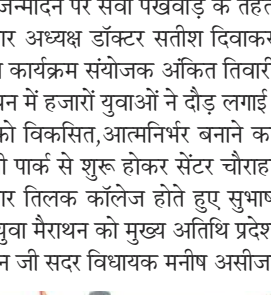 जन्मदिन पर सेवा पखवाड़े के तहत
अध्यक्ष डॉक्टर सतीश दिवाकर
कार्यक्रम संयोजक अंकित तिवारी
में हजारों युवाओं ने दौड़ लगाई
को विकसित,आत्मनिर्भर बनाने
पार्क से शुरू होकर सेंटर चौराह
तिलक कॉलेज होते हुए सुभाष
युवा मैराथन को मुख्य अतिथि प्रदेश
जी सदर विधायक मनीष असीजा